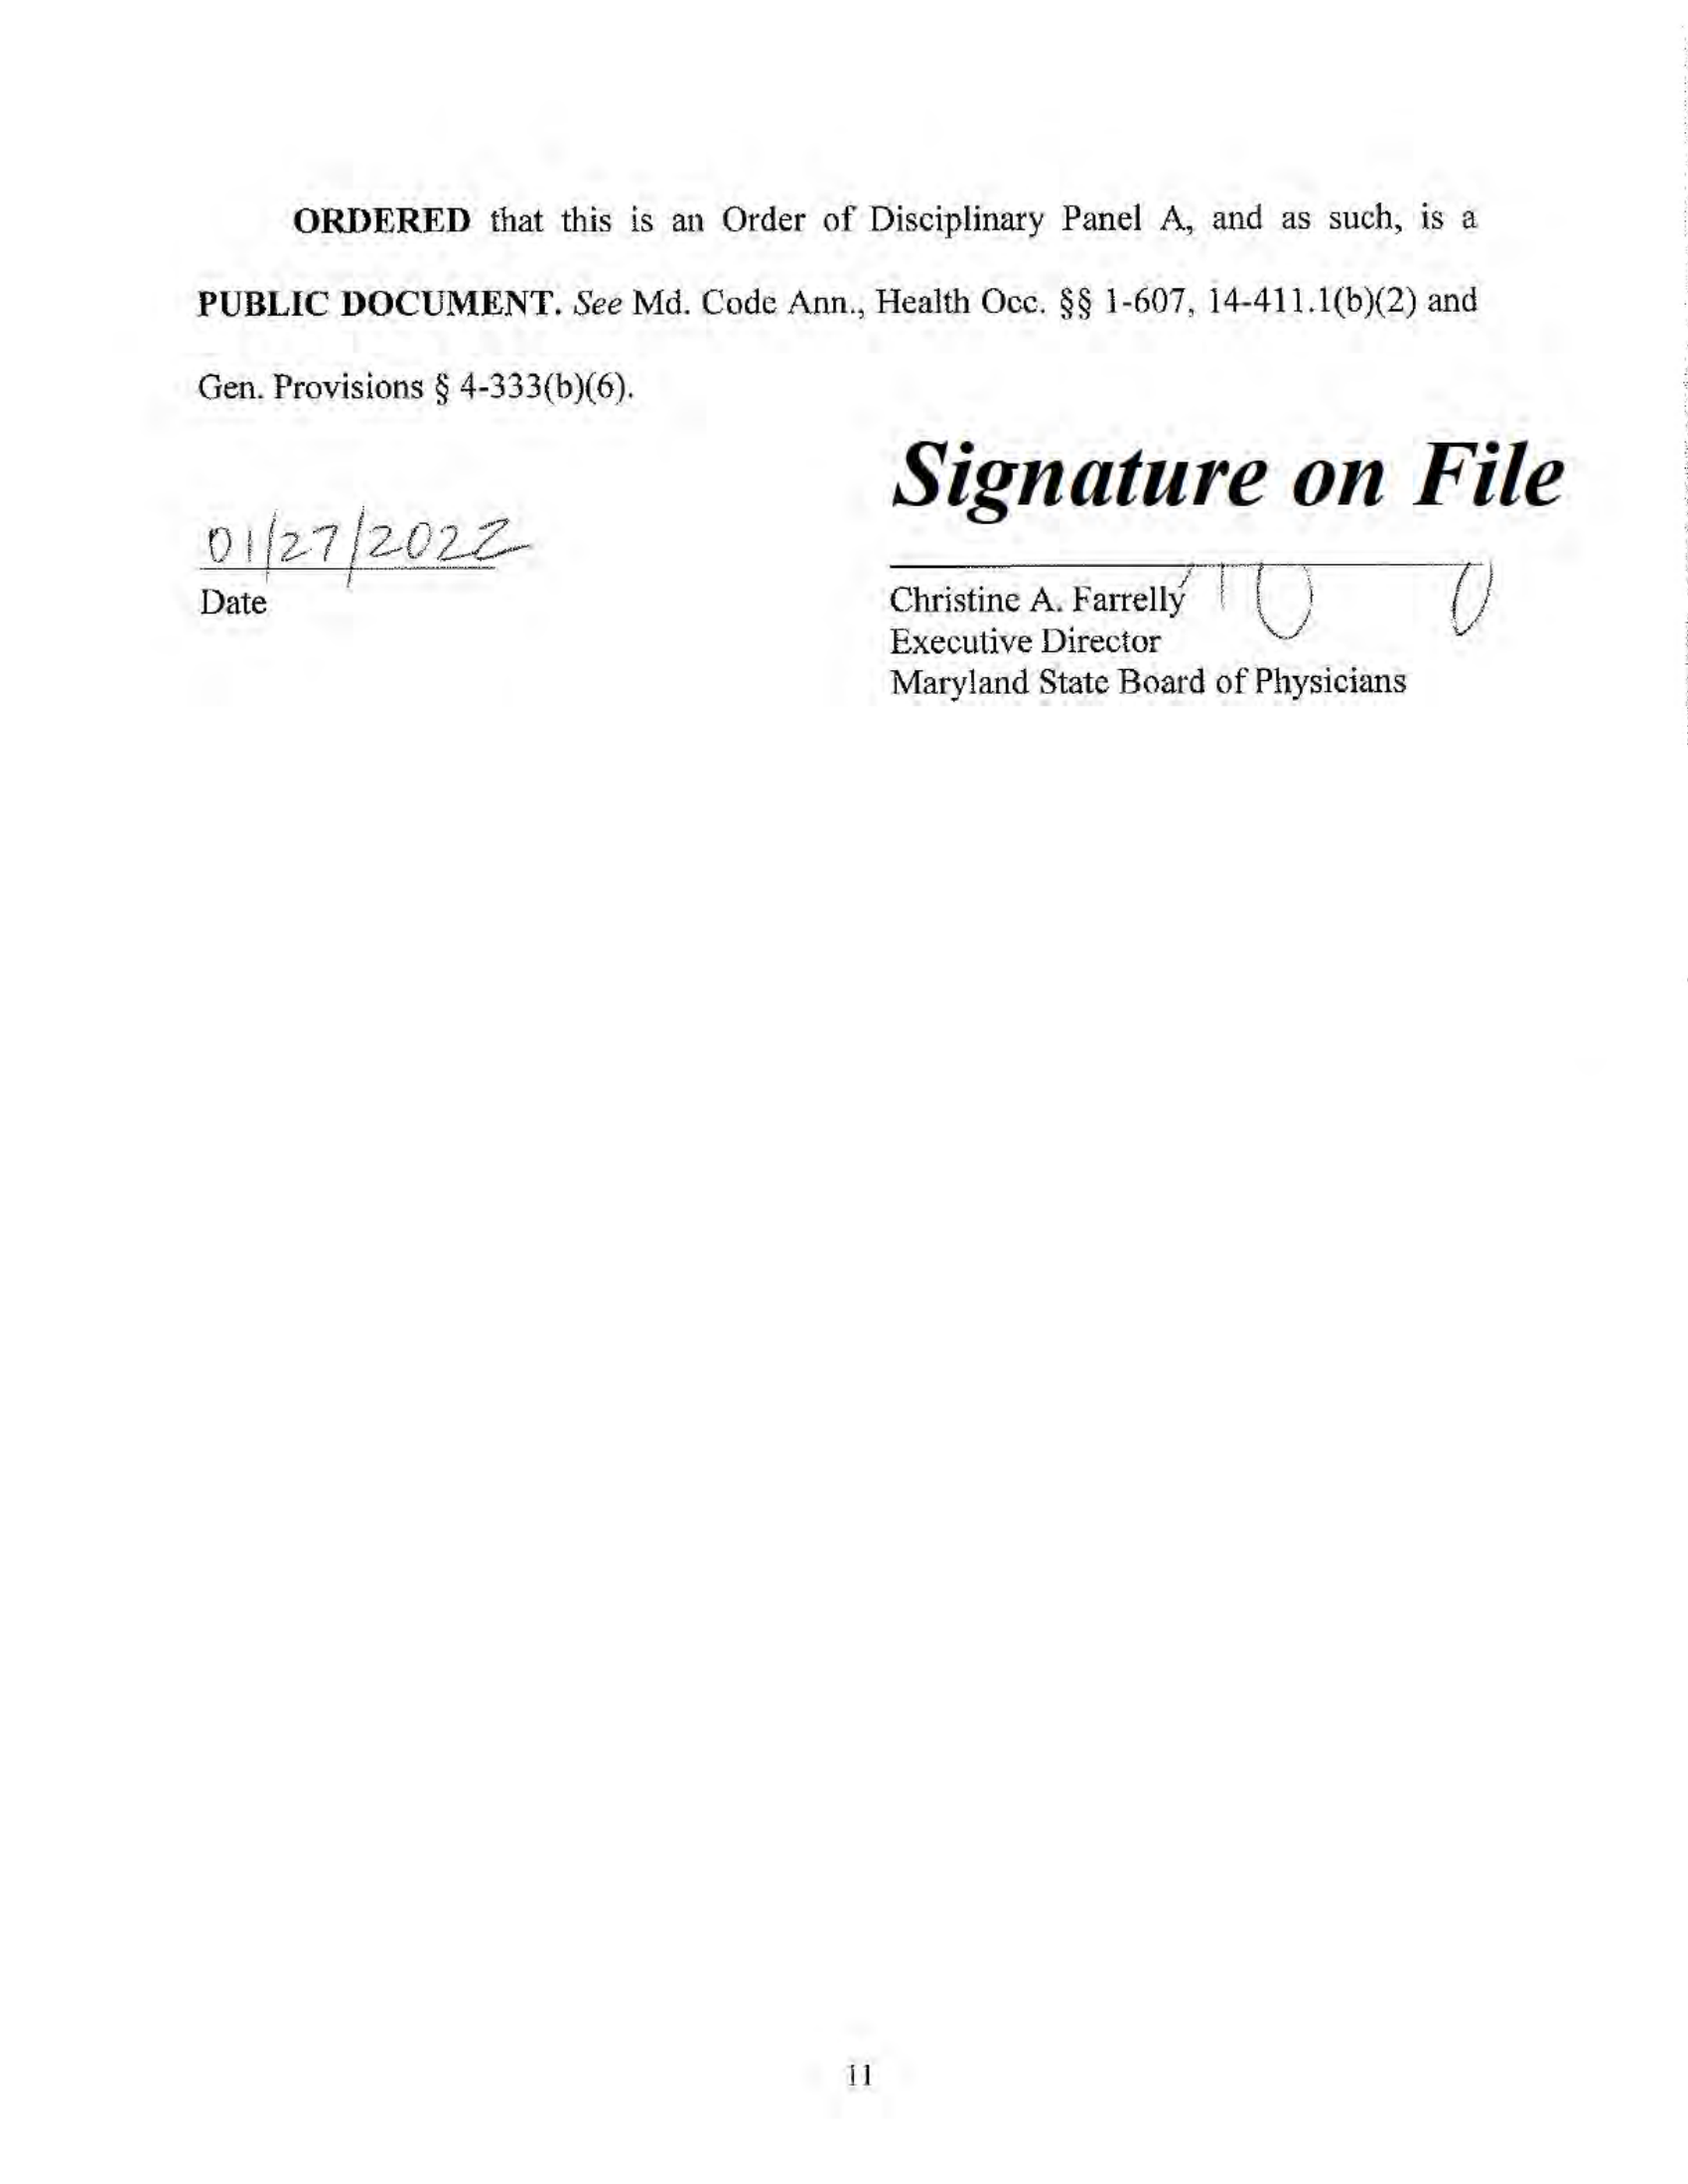 ORDERED that this is an Order of Disciplinary Panel A, and as such, is a
PUBLIC DOCUMENT. See Md. Code Ann., Health Occ. §§ 1-607, 14-411.1(b)(2) and
Gen. Provisions § 4-333(b)(6).
Signature on File
01/27/2022
Date
Christine A. Farrelly
Executive Director
Maryland State Board of Physicians
11